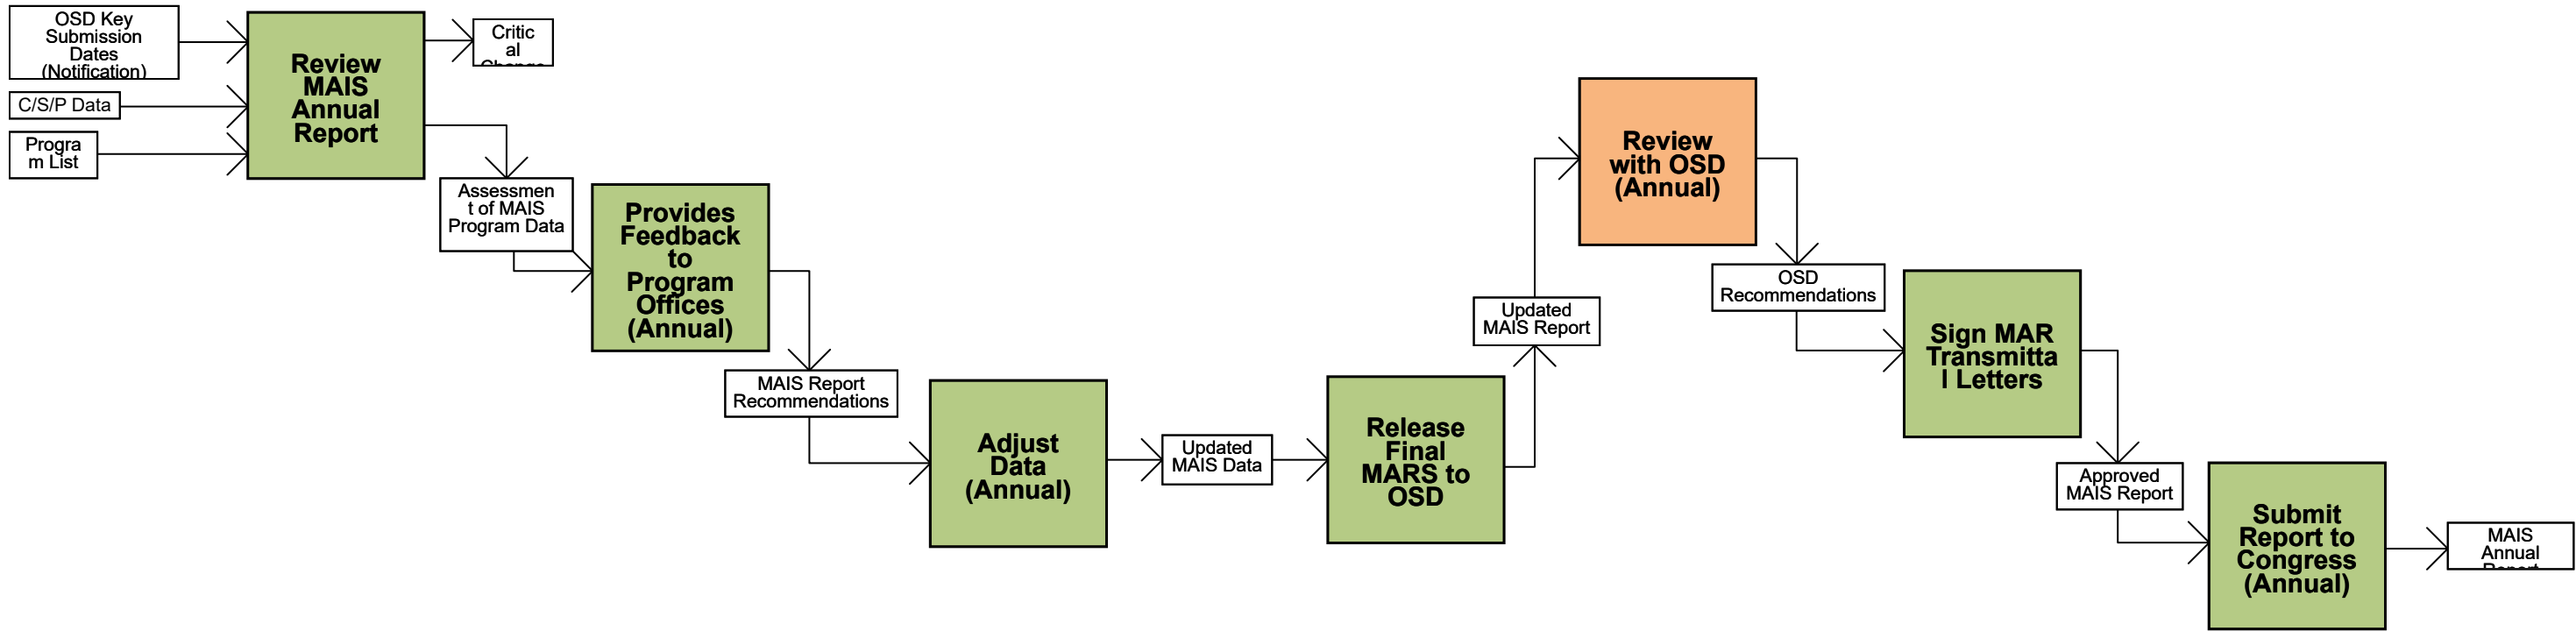 OSD Key
Submission
Dates
(Notification)
C/S/P Data
Progra
m List
Review
MAIS
Annual
Report
Critic
al
Change
Assessmen
t of MAIS
Program Data
Provides
Feedback
to
Program
Offices
(Annual)
MAIS Report
Recommendations
Adjust
Data
(Annual)
Updated
MAIS Data
Release
Final
MARS to
OSD
Updated
MAIS Report
Review
with OSD
(Annual)
OSD
Recommendations
Sign MAR
Transmitta
l Letters
Approved
MAIS Report
Submit
Report to
Congress
(Annual)
MAIS
Annual
Report